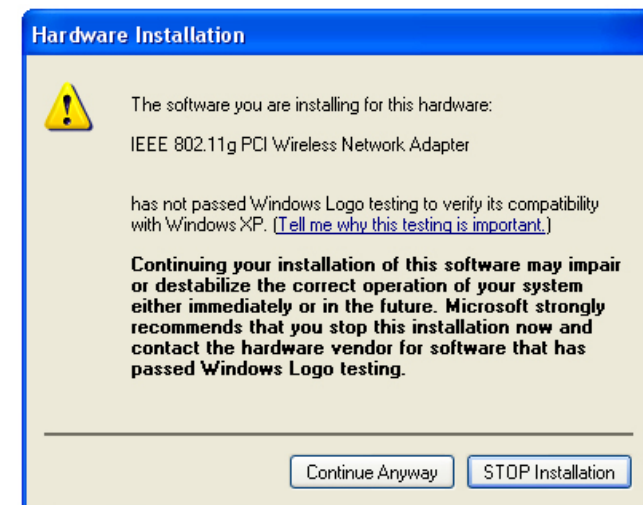 Hardware Installation
The software you are installing for this hardware:
IEEE 802.11g PCI Wireless Network Adapter
has not passed Windows Logo testing to verify its compatibility
with Windows XP. (Tell me why this testing is important.)
Continuing your installation of this software may impair
or destabilize the correct operation of your system
either immediately or in the future. Microsoft strongly
recommends that you stop this installation now and
contact the hardware vendor for software that has
passed Windows Logo testing.
Continue Anyway STOP Installation